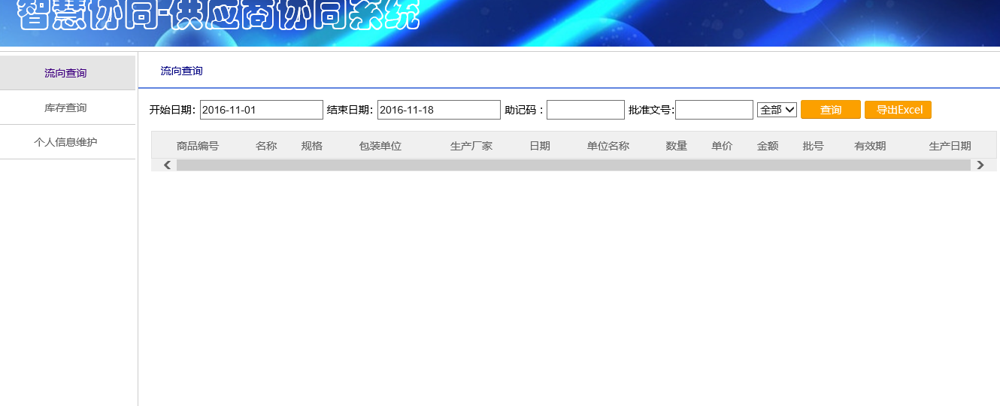 智慧协同-供应商协同系统
流向查询
库存查询
个人信息维护
流向查询
开始日期: 2016-11-01 结束日期: 2016-11-18 助记码 : 批准文号: 全部 查询 导出Excel
商品编号 名称 规格 包装单位 生产厂家 日期 单位名称 数量 单价 金额 批号 有效期 生产日期